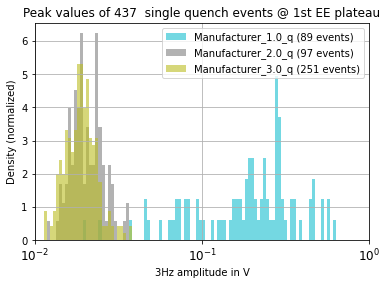 Peak values of 437  single quench events @ 1st EE plateau
Manufacturer_1.0_q (89 events)
Manufacturer_2.0_q (97 events)
Manufacturer_3.0_q (251 events)
Density (normalized)
6
5
4
3
2
1
0
10⁻² 10⁻¹ 10⁰
3Hz amplitude in V